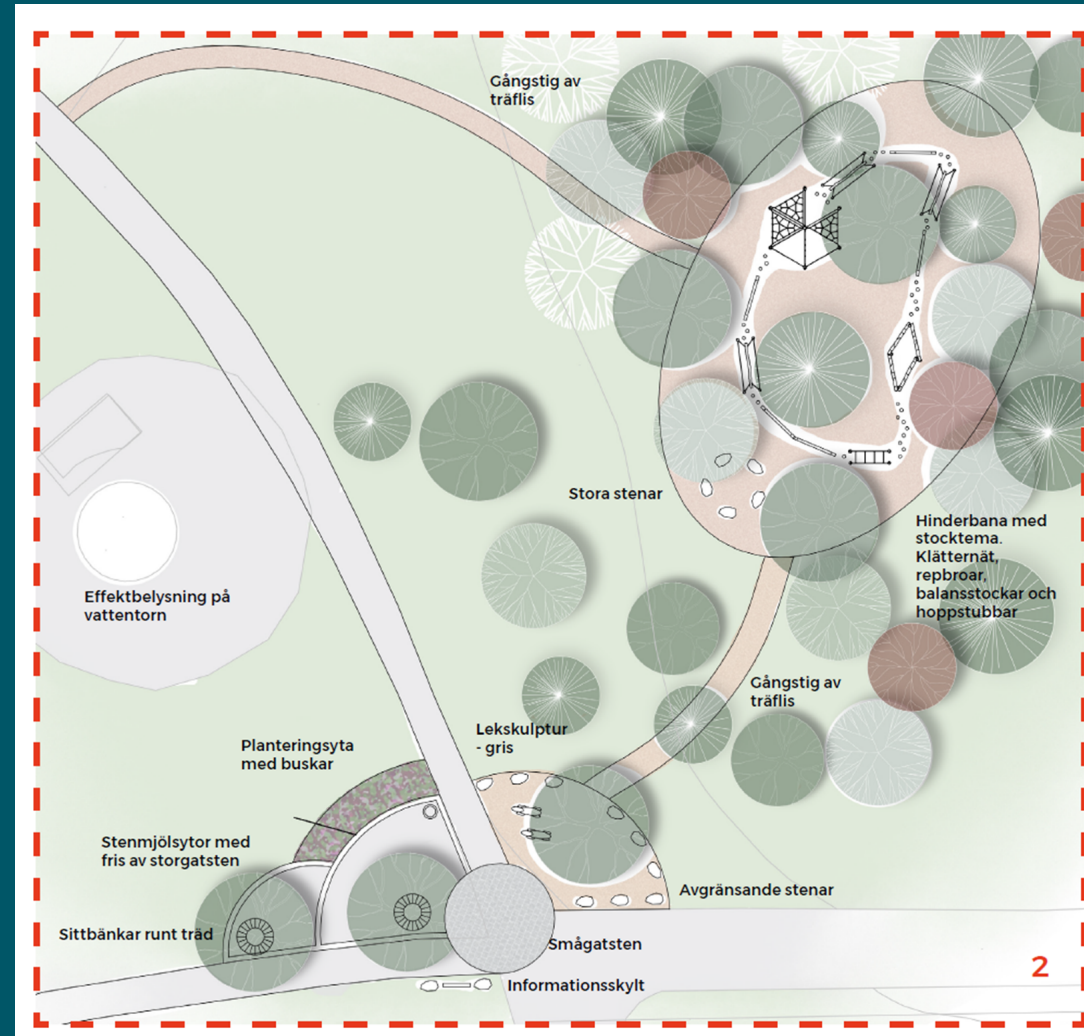 Gångstig av
träflis
Stora stenar
Hinderbana med
stocktema.
Klätternät,
repbroar,
balansstockar och
hoppstubbar
Effektbelysning på
vattentorn
Gångstig av
träflis
Lekskulptur
- gris
Planteringsyta
med buskar
Stenmjölsytor med
fris av storgatsten
Avgränsande stenar
Sittbänkar runt träd
Smågatsten
Informationsskylt
2